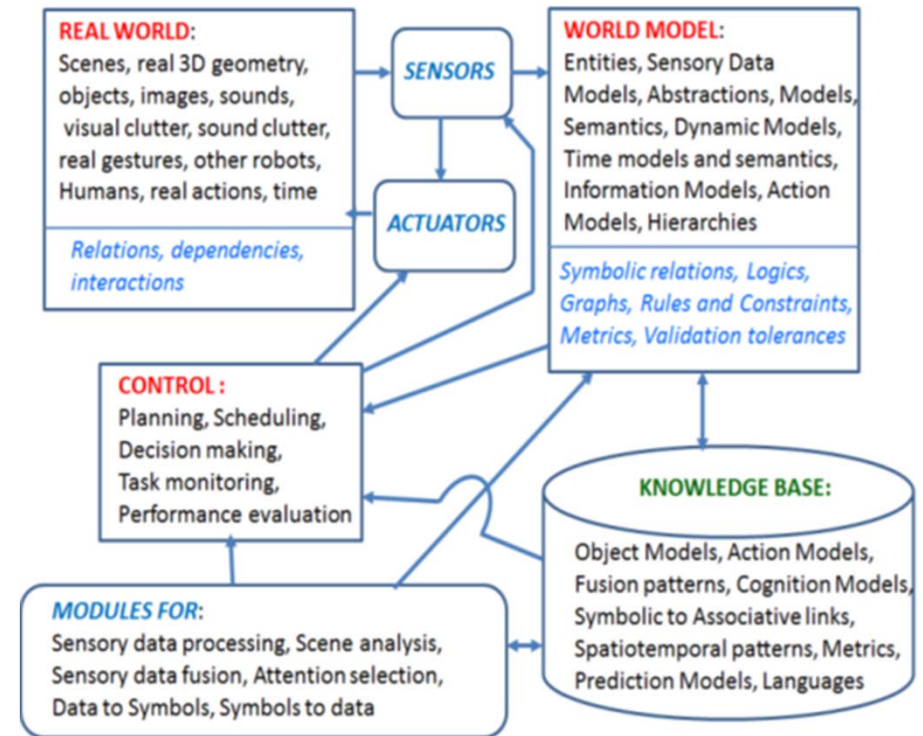 REAL WORLD:
Scenes, real 3D geometry,
objects, images, sounds,
visual clutter, sound clutter,
real gestures, other robots,
Humans, real actions, time
Relations, dependencies,
interactions
SENSORS
ACTUATORS
WORLD MODEL:
Entities, Sensory Data
Models, Abstractions, Models,
Semantics, Dynamic Models,
Time models and semantics,
Information Models, Action
Models, Hierarchies
Symbolic relations, Logics,
Graphs, Rules and Constraints,
Metrics, Validation tolerances
CONTROL :
Planning, Scheduling,
Decision making,
Task monitoring,
Performance evaluation
KNOWLEDGE BASE:
Object Models, Action Models,
Fusion patterns, Cognition Models,
Symbolic to Associative links,
Spatiotemporal patterns, Metrics,
Prediction Models, Languages
MODULES FOR:
Sensory data processing, Scene analysis,
Sensory data fusion, Attention selection,
Data to Symbols, Symbols to data